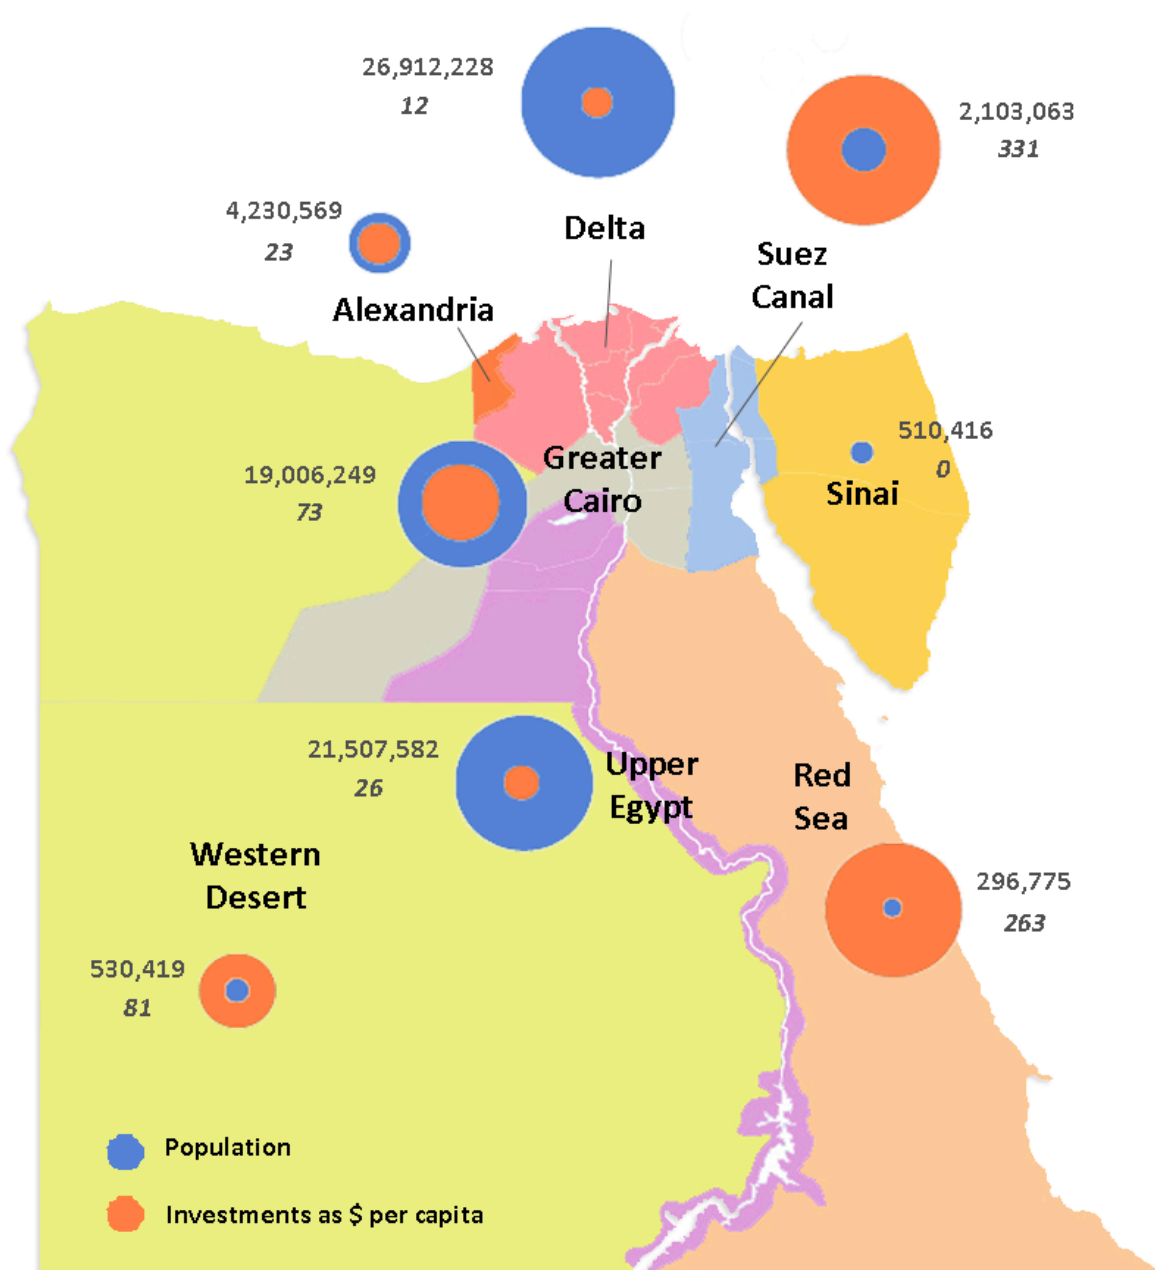 26,912,228
12
2,103,063
331
4,230,569
23
Delta
Suez
Canal
Alexandria
510,416
0
Sinai
19,006,249
73
Greater
Cairo
21,507,582
26
Upper
Egypt
Red
Sea
Western
Desert
296,775
263
530,419
81
Population
Investments as $ per capita